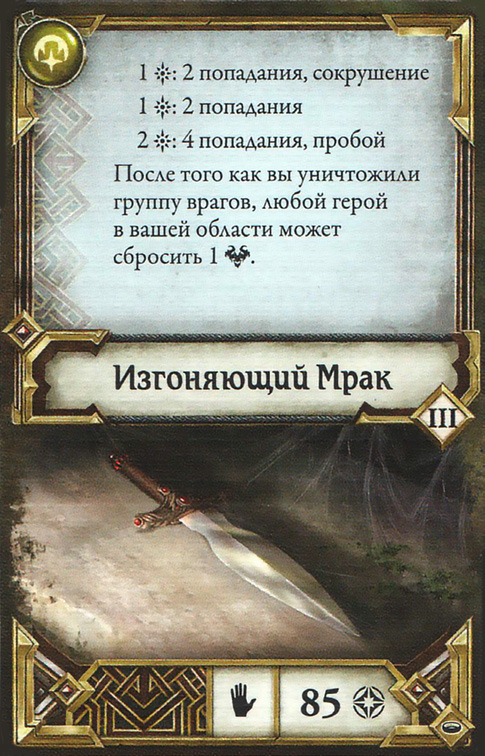 1 : 2 попадания, сокрушение
1 : 2 попадания
2 : 4 попадания, пробой
После того как вы уничтожили
группу врагов, любой герой
в вашей области может
сбросить 1 .
Изгоняющий Мрак
III
85